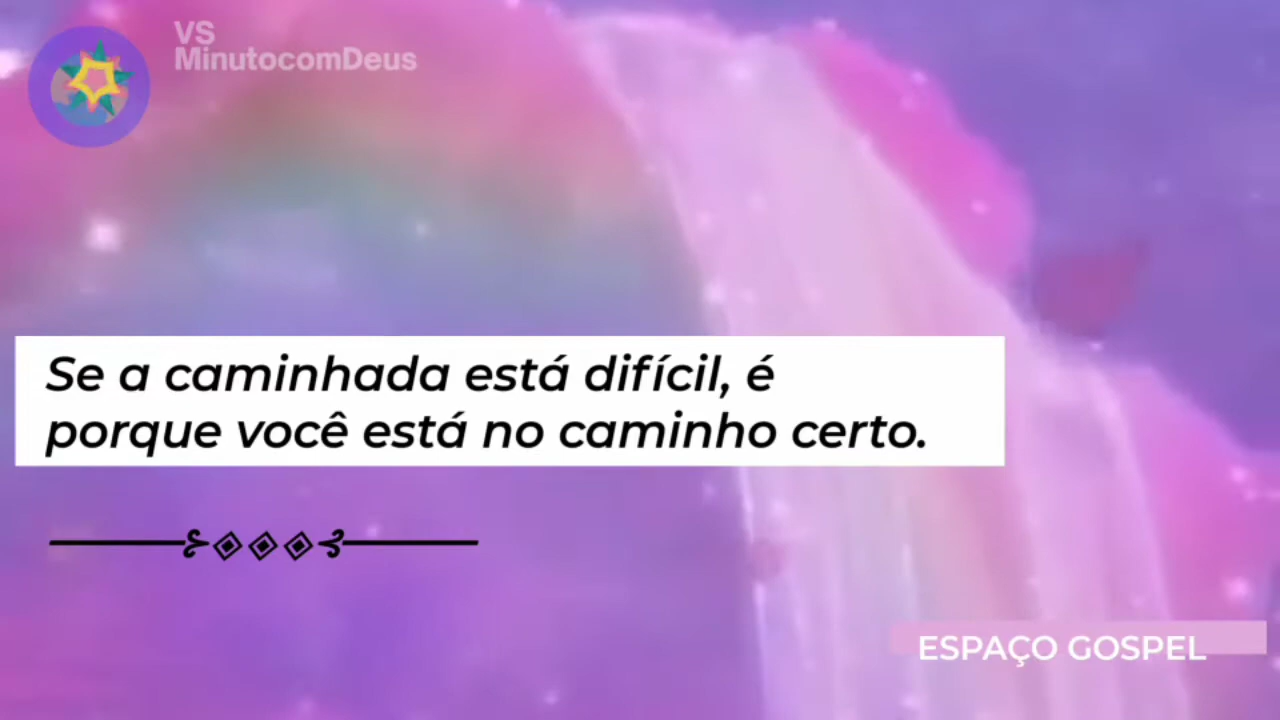 VS
MinutocomDeus
Se a caminhada está difícil, é
porque você está no caminho certo.
ESPAÇO GOSPEL